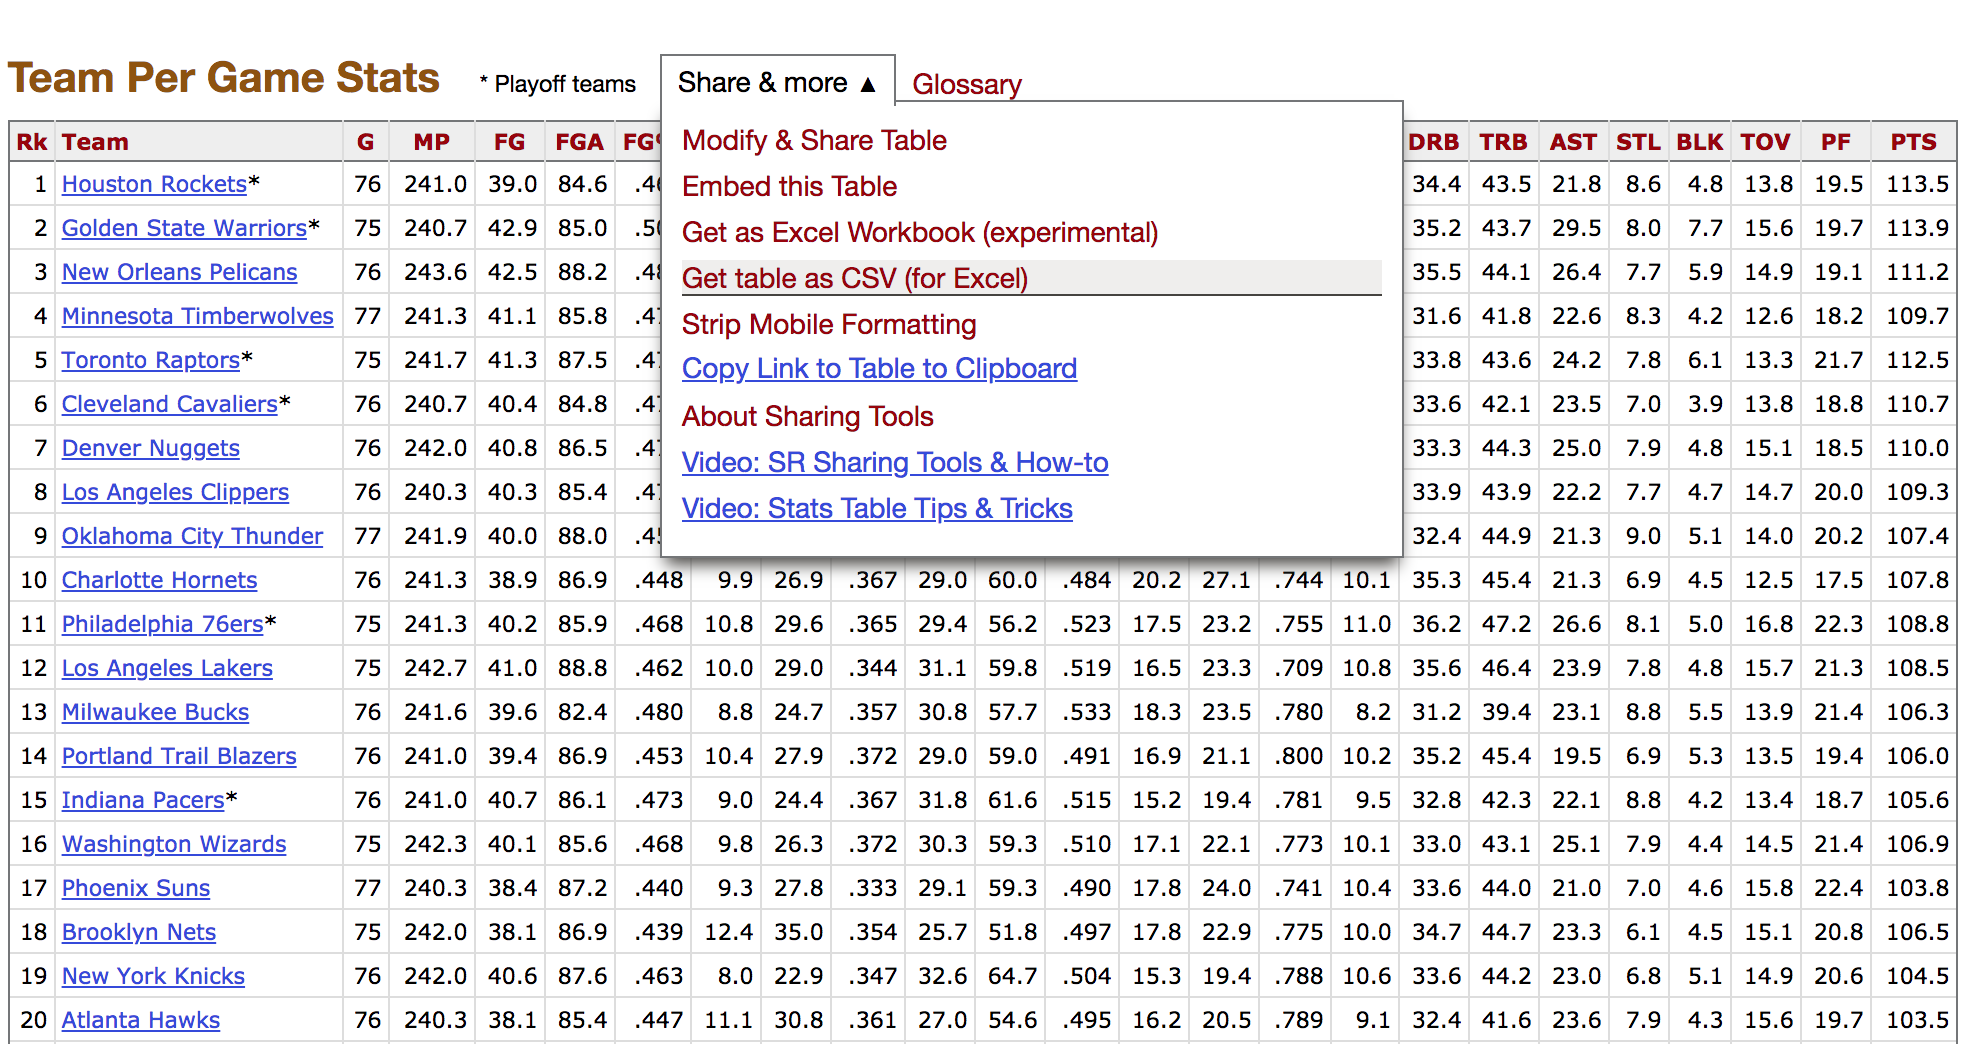 Team Per Game Stats * Playoff teams Share & more ▲ Glossary
Modify & Share Table
Embed this Table
Get as Excel Workbook (experimental)
Get table as CSV (for Excel)
Strip Mobile Formatting
Copy Link to Table to Clipboard
About Sharing Tools
Video: SR Sharing Tools & How-to
Video: Stats Table Tips & Tricks
Rk Team G MP FG FGA DRB TRB AST STL BLK TOV PF PTS
1 Houston Rockets* 76 241.0 39.0 84.6 34.4 43.5 21.8 8.6 4.8 13.8 19.5 113.5
2 Golden State Warriors* 75 240.7 42.9 85.0 35.2 43.7 29.5 8.0 7.7 15.6 19.7 113.9
3 New Orleans Pelicans 76 243.6 42.5 88.2 35.5 44.1 26.4 7.7 5.9 14.9 19.1 111.2
4 Minnesota Timberwolves 77 241.3 41.1 85.8 31.6 41.8 22.6 8.3 4.2 12.6 18.2 109.7
5 Toronto Raptors* 75 241.7 41.3 87.5 33.8 43.6 24.2 7.8 6.1 13.3 21.7 112.5
6 Cleveland Cavaliers* 76 240.7 40.4 84.8 33.6 42.1 23.5 7.0 3.9 13.8 18.8 110.7
7 Denver Nuggets 76 242.0 40.8 86.5 33.3 44.3 25.0 7.9 4.8 15.1 18.5 110.0
8 Los Angeles Clippers 76 240.3 40.3 85.4 33.9 43.9 22.2 7.7 4.7 14.7 20.0 109.3
9 Oklahoma City Thunder 77 241.9 40.0 88.0 32.4 44.9 21.3 9.0 5.1 14.0 20.2 107.4
10 Charlotte Hornets 76 241.3 38.9 86.9 .448 9.9 26.9 .367 29.0 60.0 .484 20.2 27.1 .744 10.1 35.3 45.4 21.3 6.9 4.5 12.5 17.5 107.8
11 Philadelphia 76ers* 75 241.3 40.2 85.9 .468 10.8 29.6 .365 29.4 56.2 .523 17.5 23.2 .755 11.0 36.2 47.2 26.6 8.1 5.0 16.8 22.3 108.8
12 Los Angeles Lakers 75 242.7 41.0 88.8 .462 10.0 29.0 .344 31.1 59.8 .519 16.5 23.3 .709 10.8 35.6 46.4 23.9 7.8 4.8 15.7 21.3 108.5
13 Milwaukee Bucks 76 241.6 39.6 82.4 .480 8.8 24.7 .357 30.8 57.7 .533 18.3 23.5 .780 8.2 31.2 39.4 23.1 8.8 5.5 13.9 21.4 106.3
14 Portland Trail Blazers 76 241.0 39.4 86.9 .453 10.4 27.9 .372 29.0 59.0 .491 16.9 21.1 .800 10.2 35.2 45.4 19.5 6.9 5.3 13.5 19.4 106.0
15 Indiana Pacers* 76 241.0 40.7 86.1 .473 9.0 24.4 .367 31.8 61.6 .515 15.2 19.4 .781 9.5 32.8 42.3 22.1 8.8 4.2 13.4 18.7 105.6
16 Washington Wizards 75 242.3 40.1 85.6 .468 9.8 26.3 .372 30.3 59.3 .510 17.1 22.1 .773 10.1 33.0 43.1 25.1 7.9 4.4 14.5 21.4 106.9
17 Phoenix Suns 77 240.3 38.4 87.2 .440 9.3 27.8 .333 29.1 59.3 .490 17.8 24.0 .741 10.4 33.6 44.0 21.0 7.0 4.6 15.8 22.4 103.8
18 Brooklyn Nets 75 242.0 38.1 86.9 .439 12.4 35.0 .354 25.7 51.8 .497 17.8 22.9 .775 10.0 34.7 44.7 23.3 6.1 4.5 15.1 20.8 106.5
19 New York Knicks 76 242.0 40.6 87.6 .463 8.0 22.9 .347 32.6 64.7 .504 15.3 19.4 .788 10.6 33.6 44.2 23.0 6.8 5.1 14.9 20.6 104.5
20 Atlanta Hawks 76 240.3 38.1 85.4 .447 11.1 30.8 .361 27.0 54.6 .495 16.2 20.5 .789 9.1 32.4 41.6 23.6 7.9 4.3 15.6 19.7 103.5